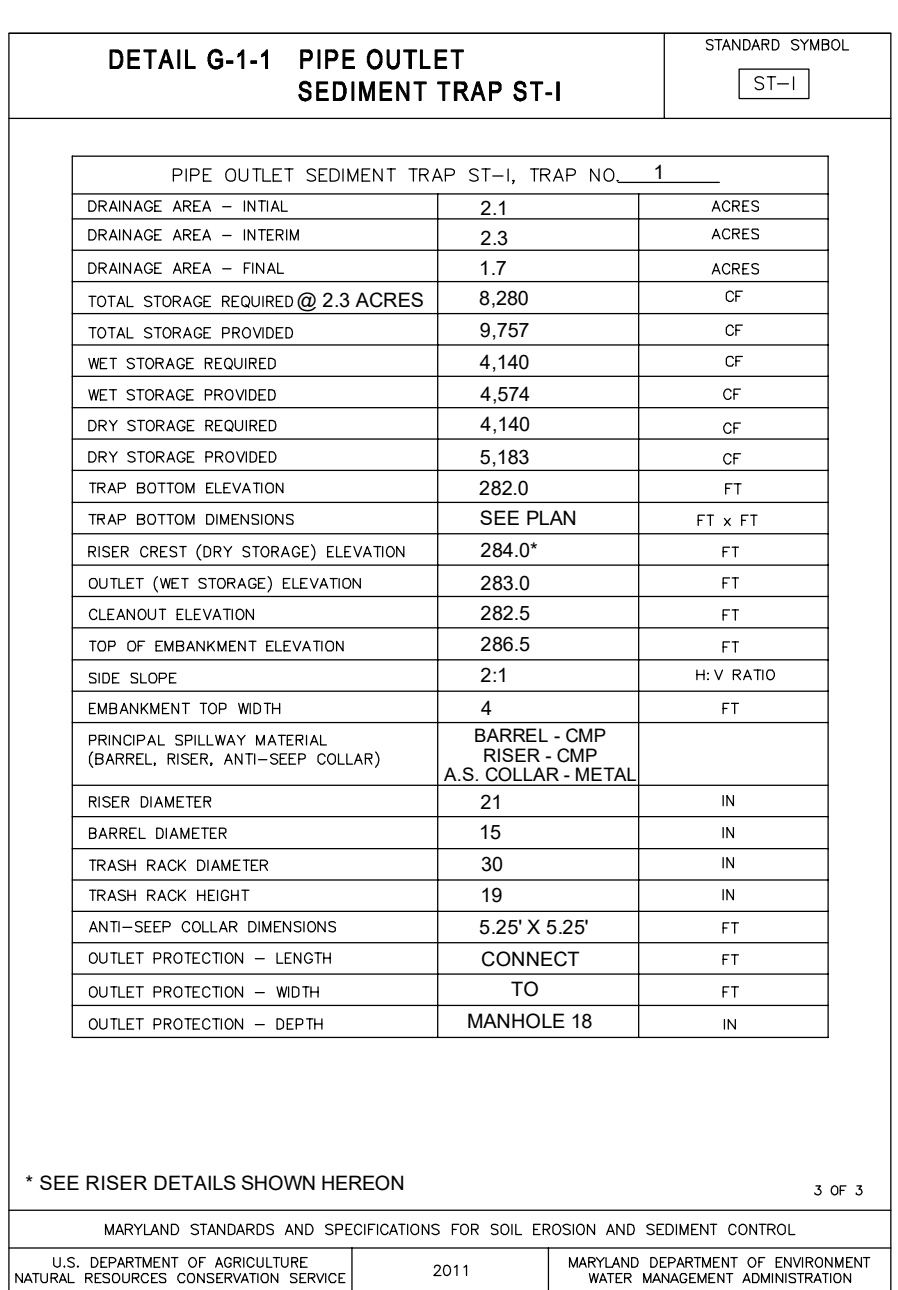 DETAIL G-1-1 PIPE OUTLET
SEDIMENT TRAP ST-I
STANDARD SYMBOL
ST-I
PIPE OUTLET SEDIMENT TRAP ST-I, TRAP NO. 1
DRAINAGE AREA - INTIAL 2.1 ACRES
DRAINAGE AREA - INTERIM 2.3 ACRES
DRAINAGE AREA - FINAL 1.7 ACRES
TOTAL STORAGE REQUIRED @ 2.3 ACRES 8,280 CF
TOTAL STORAGE PROVIDED 9,757 CF
WET STORAGE REQUIRED 4,140 CF
WET STORAGE PROVIDED 4,574 CF
DRY STORAGE REQUIRED 4,140 CF
DRY STORAGE PROVIDED 5,183 CF
TRAP BOTTOM ELEVATION 282.0 FT
TRAP BOTTOM DIMENSIONS SEE PLAN FT x FT
RISER CREST (DRY STORAGE) ELEVATION 284.0* FT
OUTLET (WET STORAGE) ELEVATION 283.0 FT
CLEANOUT ELEVATION 282.5 FT
TOP OF EMBANKMENT ELEVATION 286.5 FT
SIDE SLOPE 2:1 H:V RATIO
EMBANKMENT TOP WIDTH 4 FT
PRINCIPAL SPILLWAY MATERIAL
(BARREL, RISER, ANTI-SEEP COLLAR)
BARREL - CMP
RISER - CMP
A.S. COLLAR - METAL
RISER DIAMETER 21 IN
BARREL DIAMETER 15 IN
TRASH RACK DIAMETER 30 IN
TRASH RACK HEIGHT 19 IN
ANTI-SEEP COLLAR DIMENSIONS 5.25' X 5.25' FT
OUTLET PROTECTION - LENGTH CONNECT FT
OUTLET PROTECTION - WIDTH TO FT
OUTLET PROTECTION - DEPTH MANHOLE 18 IN
* SEE RISER DETAILS SHOWN HEREON
3 OF 3
MARYLAND STANDARDS AND SPECIFICATIONS FOR SOIL EROSION AND SEDIMENT CONTROL
U.S. DEPARTMENT OF AGRICULTURE
NATURAL RESOURCES CONSERVATION SERVICE
2011
MARYLAND DEPARTMENT OF ENVIRONMENT
WATER MANAGEMENT ADMINISTRATION